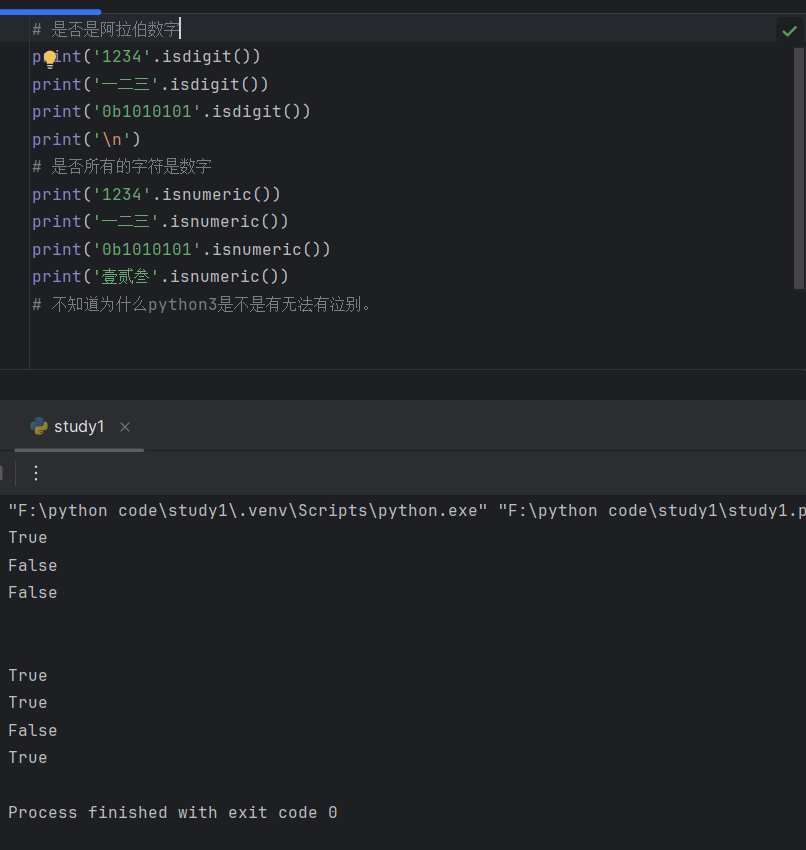 # 是否是阿拉伯数字
print('1234'.isdigit())
print('一二三'.isdigit())
print('0b1010101'.isdigit())
print('\n')
# 是否所有的字符是数字
print('1234'.isnumeric())
print('一二三'.isnumeric())
print('0b1010101'.isnumeric())
print('壹贰叁'.isnumeric())
# 不知道为什么python3是不是有无法有泣别。
study1
"F:\python code\study1\.venv\Scripts\python.exe" "F:\python code\study1\study1.p
True
False
False
True
True
False
True
Process finished with exit code 0